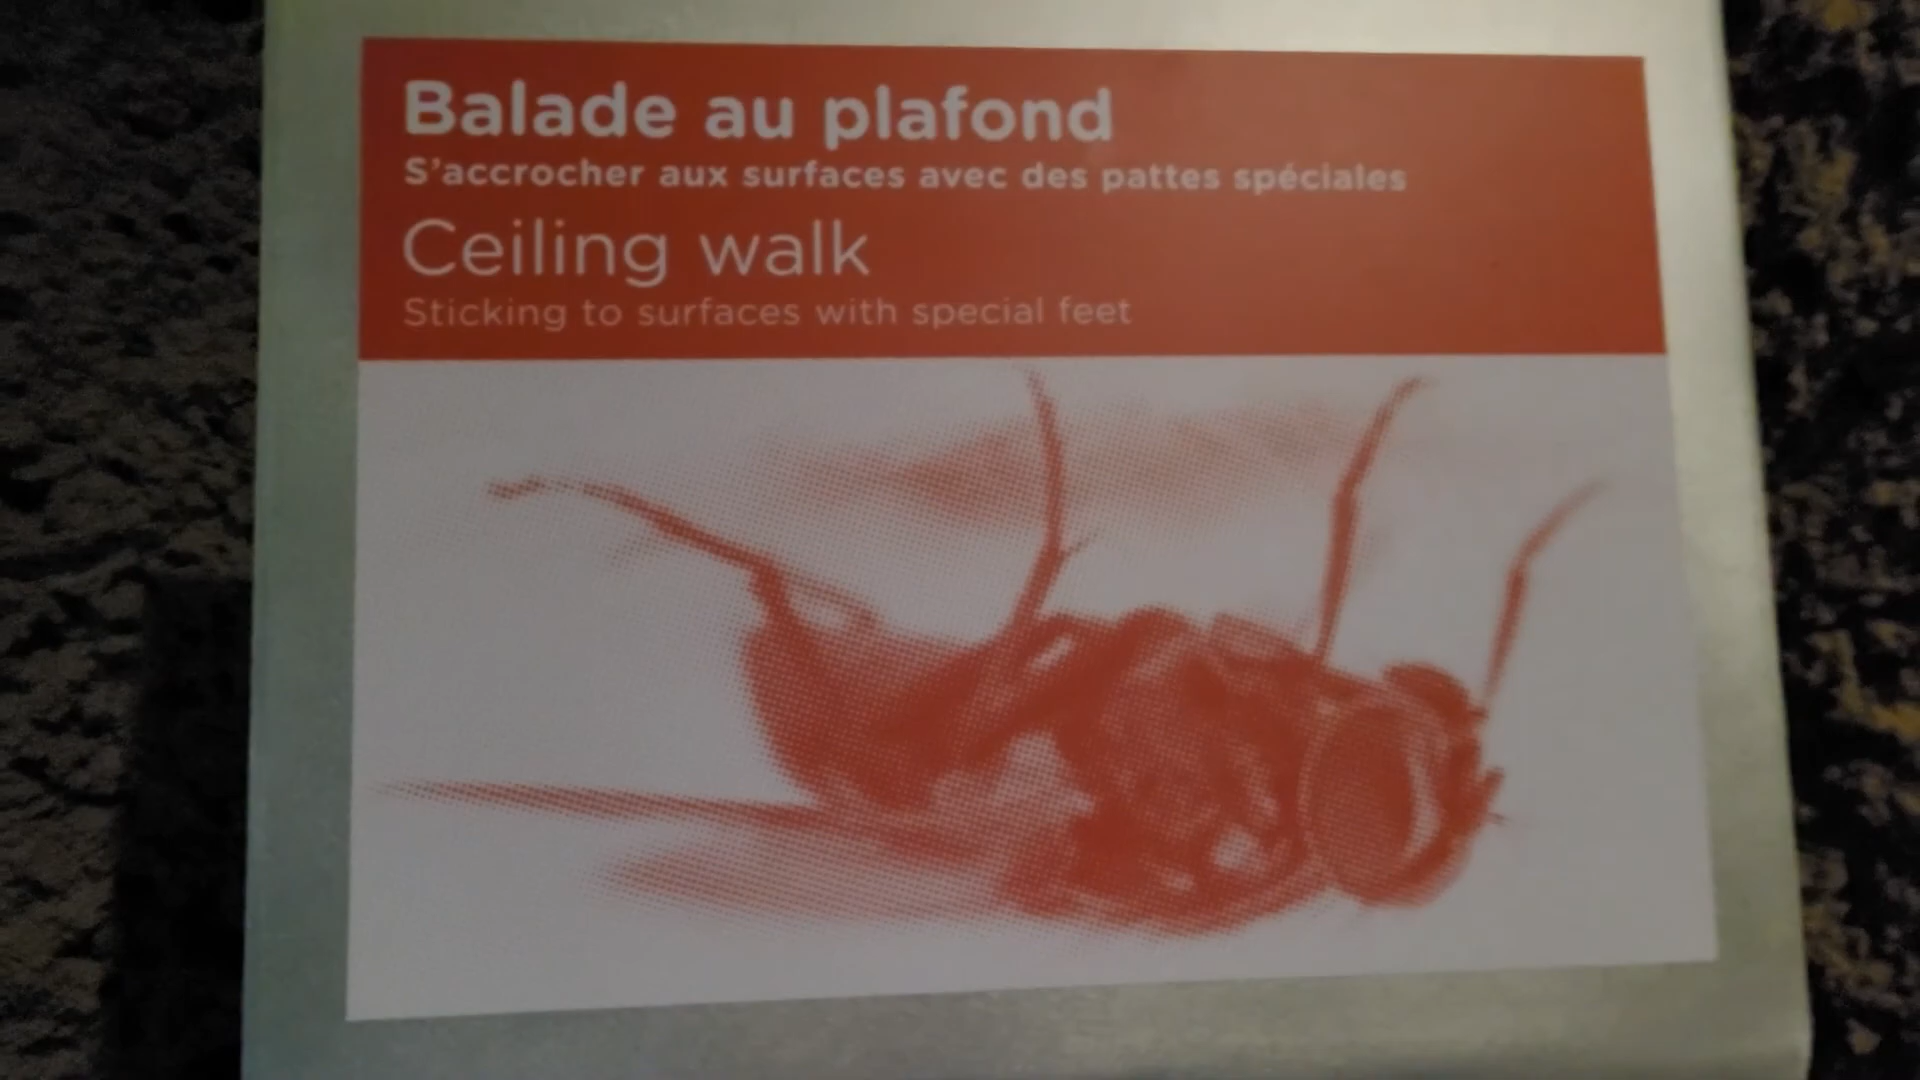 Balade au plafond
S'accrocher aux surfaces avec des pattes spéciales
Ceiling walk
Sticking to surfaces with special feet